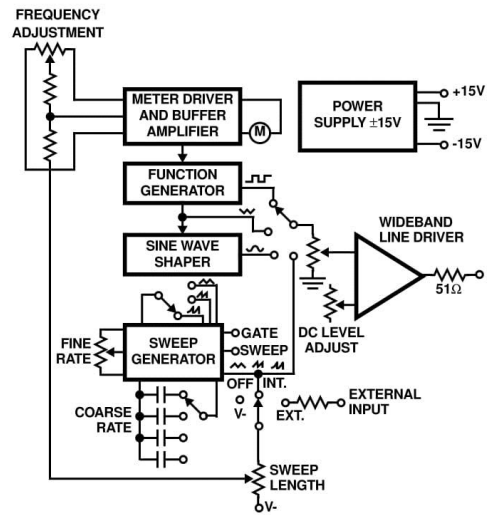 FREQUENCY
ADJUSTMENT
METER DRIVER
AND BUFFER
AMPLIFIER
M
POWER
SUPPLY ±15V
+15V
-15V
FUNCTION
GENERATOR
SINE WAVE
SHAPER
WIDEBAND
LINE DRIVER
51Ω
DC LEVEL
ADJUST
FINE
RATE
SWEEP
GENERATOR
GATE
SWEEP
OFF
INT.
V-
EXT.
EXTERNAL
INPUT
COARSE
RATE
SWEEP
LENGTH
V-